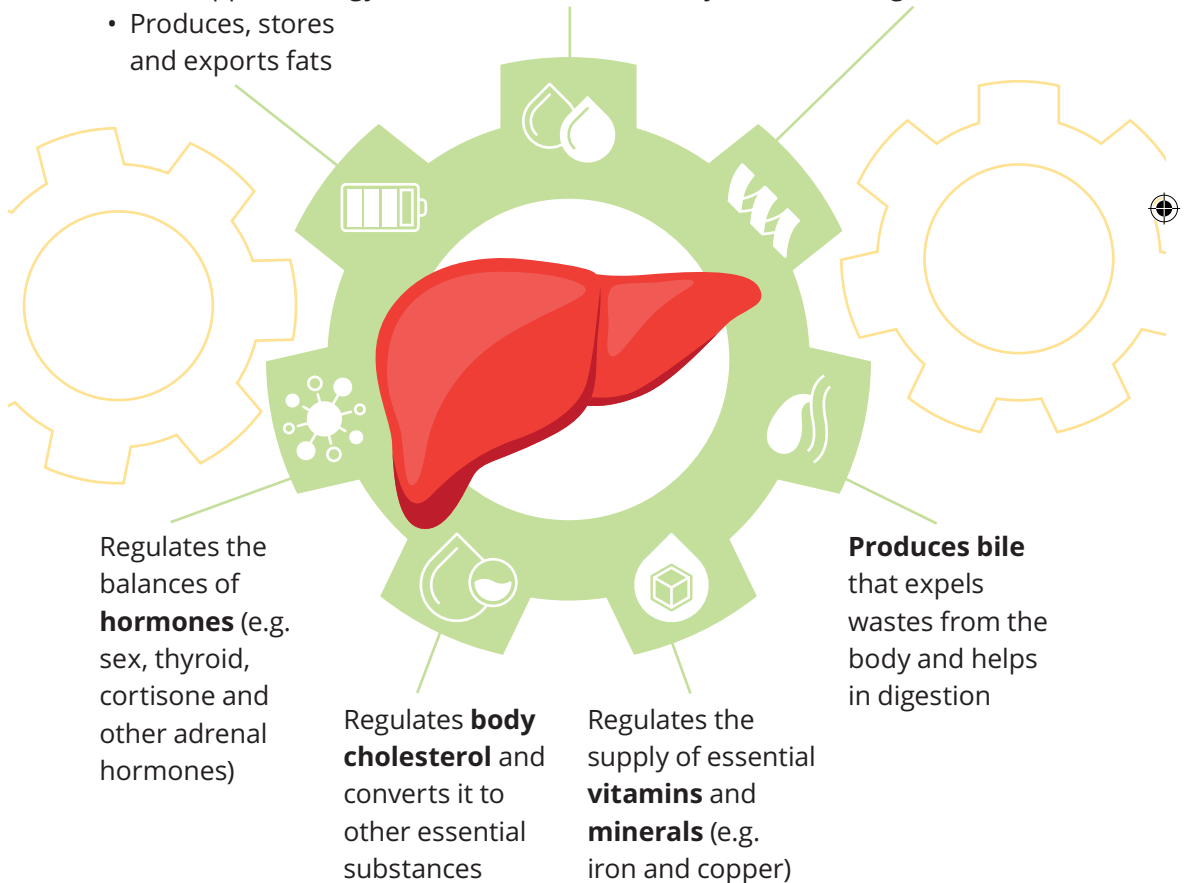 • Produces, stores
and exports fats
Regulates the
balances of
hormones (e.g.
sex, thyroid,
cortisone and
other adrenal
hormones)
Regulates body
cholesterol and
converts it to
other essential
substances
Regulates the
supply of essential
vitamins and
minerals (e.g.
iron and copper)
Produces bile
that expels
wastes from the
body and helps
in digestion